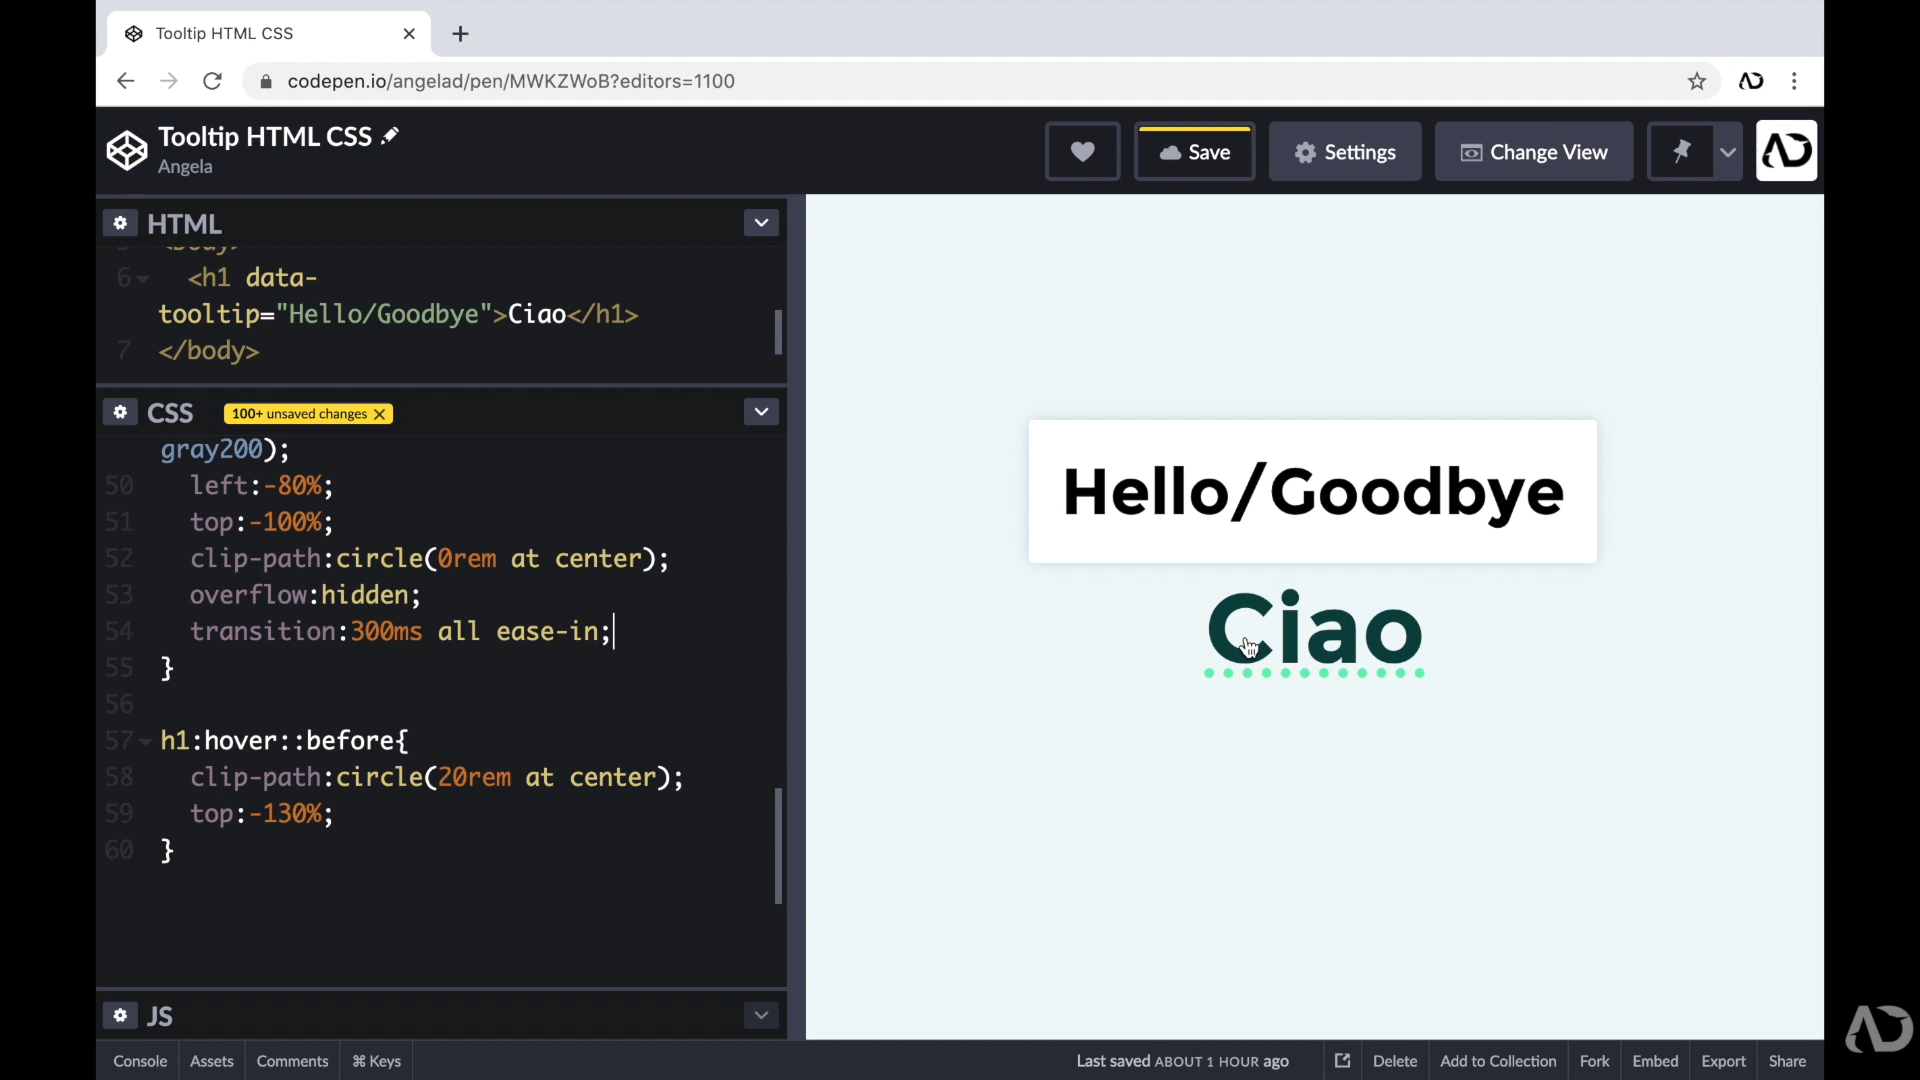 Tooltip HTML CSS
codepen.io/angelad/pen/MWKZWoB?editors=1100
Tooltip HTML CSS
Angela
Save
Settings
Change View
HTML
5 <body>
6 <h1 data-
tooltip="Hello/Goodbye">Ciao</h1>
7 </body>
CSS 100+ unsaved changes
gray200);
50 left:-80%;
51 top:-100%;
52 clip-path:circle(0rem at center);
53 overflow:hidden;
54 transition:300ms all ease-in;
55 }
56
57 h1:hover::before{
58 clip-path:circle(20rem at center);
59 top:-130%;
60 }
Hello/Goodbye
Ciao
JS
Console Assets Comments ⌘ Keys
Last saved ABOUT 1 HOUR ago Delete Add to Collection Fork Embed Export Share